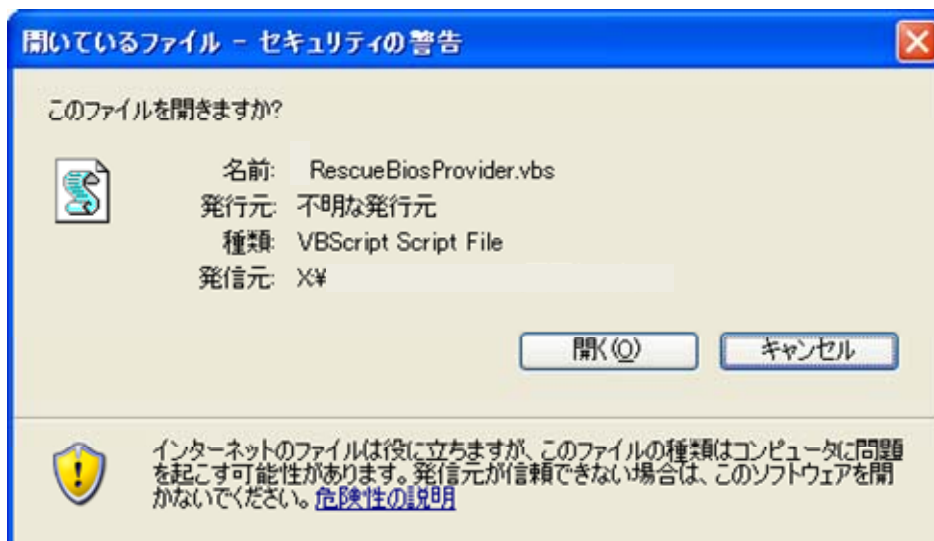 開いているファイル - セキュリティの警告
このファイルを開きますか?
名前: RescueBiosProvider.vbs
発行元: 不明な発行元
種類: VBScript Script File
発信元: X:¥
開く(O)
キャンセル
インターネットのファイルは役に立ちますが、このファイルの種類はコンピュータに問題
を起こす可能性があります。発信元が信頼できない場合は、このソフトウェアを開
かないでください。危険性の説明